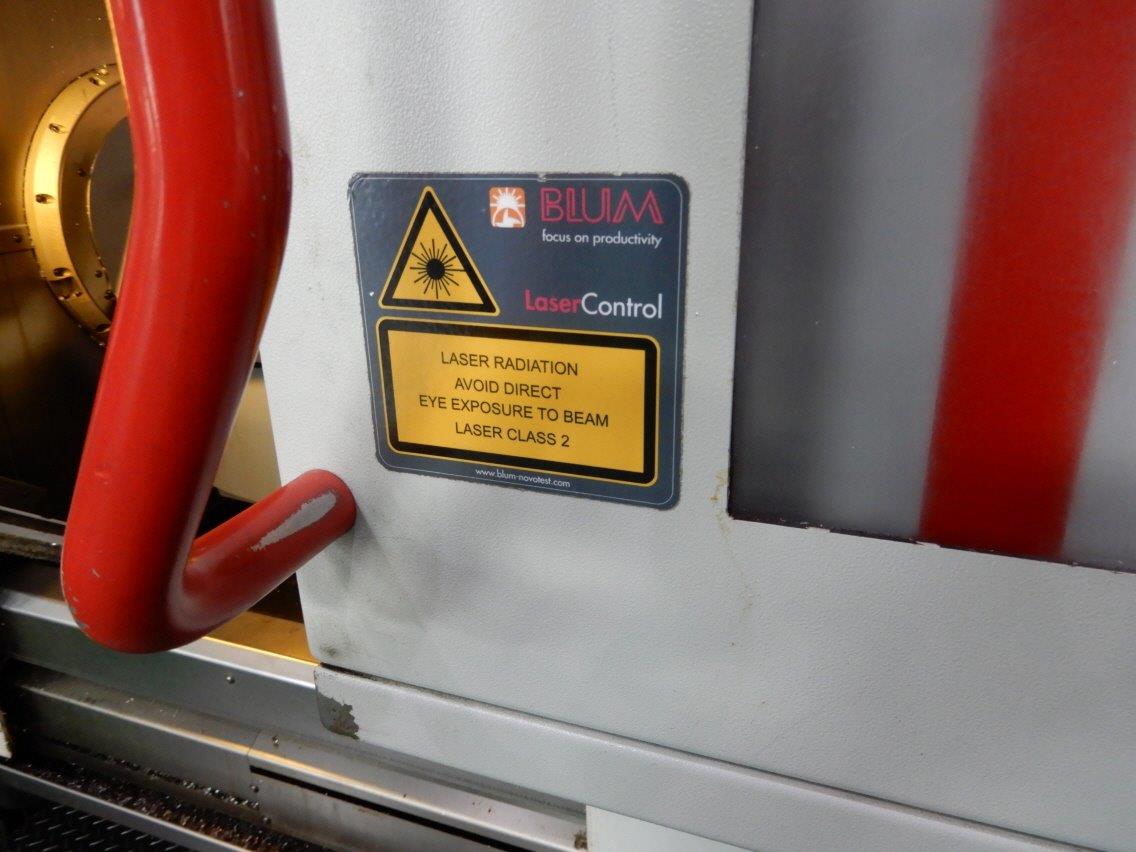 BLUM
focus on productivity
LaserControl
LASER RADIATION
AVOID DIRECT
EYE EXPOSURE TO BEAM
LASER CLASS 2
www.blum-novotest.com